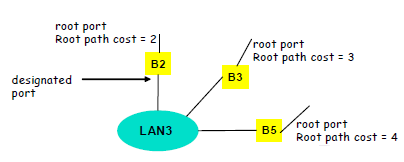 root port
Root path cost = 2
B2
root port
Root path cost = 3
B3
designated
port
LAN3
B5
root port
Root path cost = 4